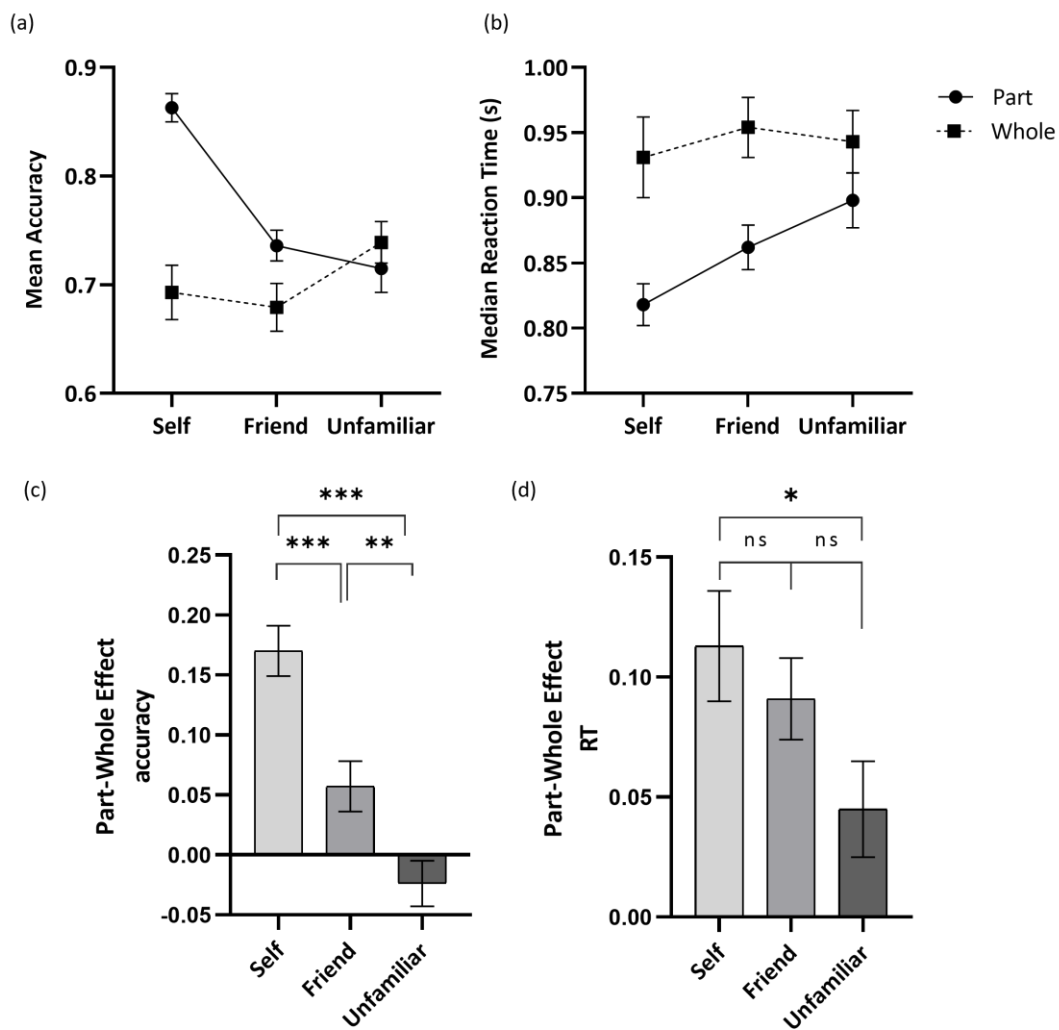 (a)
0.9
0.8
0.7
0.6
Mean Accuracy
Self Friend Unfamiliar
(b)
1.00
0.95
0.90
0.85
0.80
0.75
Median Reaction Time (s)
Self Friend Unfamiliar
Part
Whole
(c)
***
*** **
0.25
0.20
0.15
0.10
0.05
0.00
-0.05
Part-Whole Effect
accuracy
Self
Friend
Unfamiliar
(d)
*
ns ns
0.15
0.10
0.05
0.00
Part-Whole Effect
RT
Self
Friend
Unfamiliar